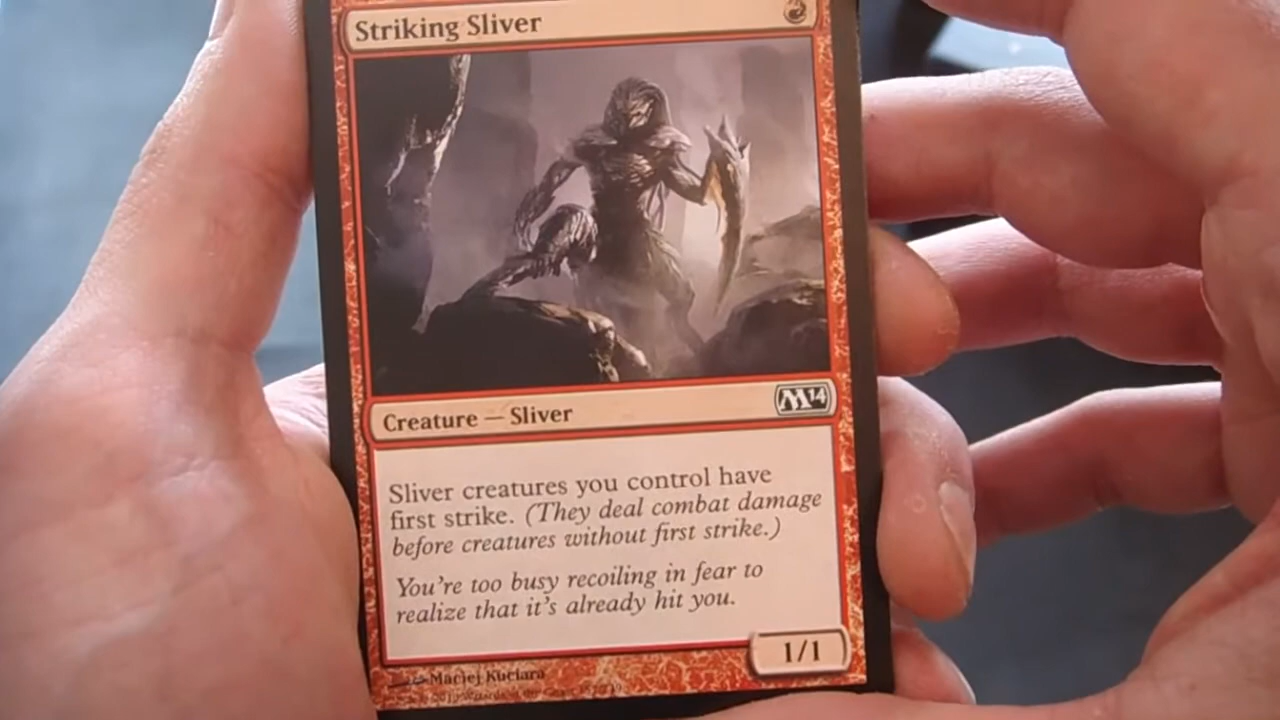 Striking Sliver
Creature — Sliver
M14
Sliver creatures you control have
first strike. (They deal combat damage
before creatures without first strike.)
You're too busy recoiling in fear to
realize that it's already hit you.
1/1
Maciej Kuciara